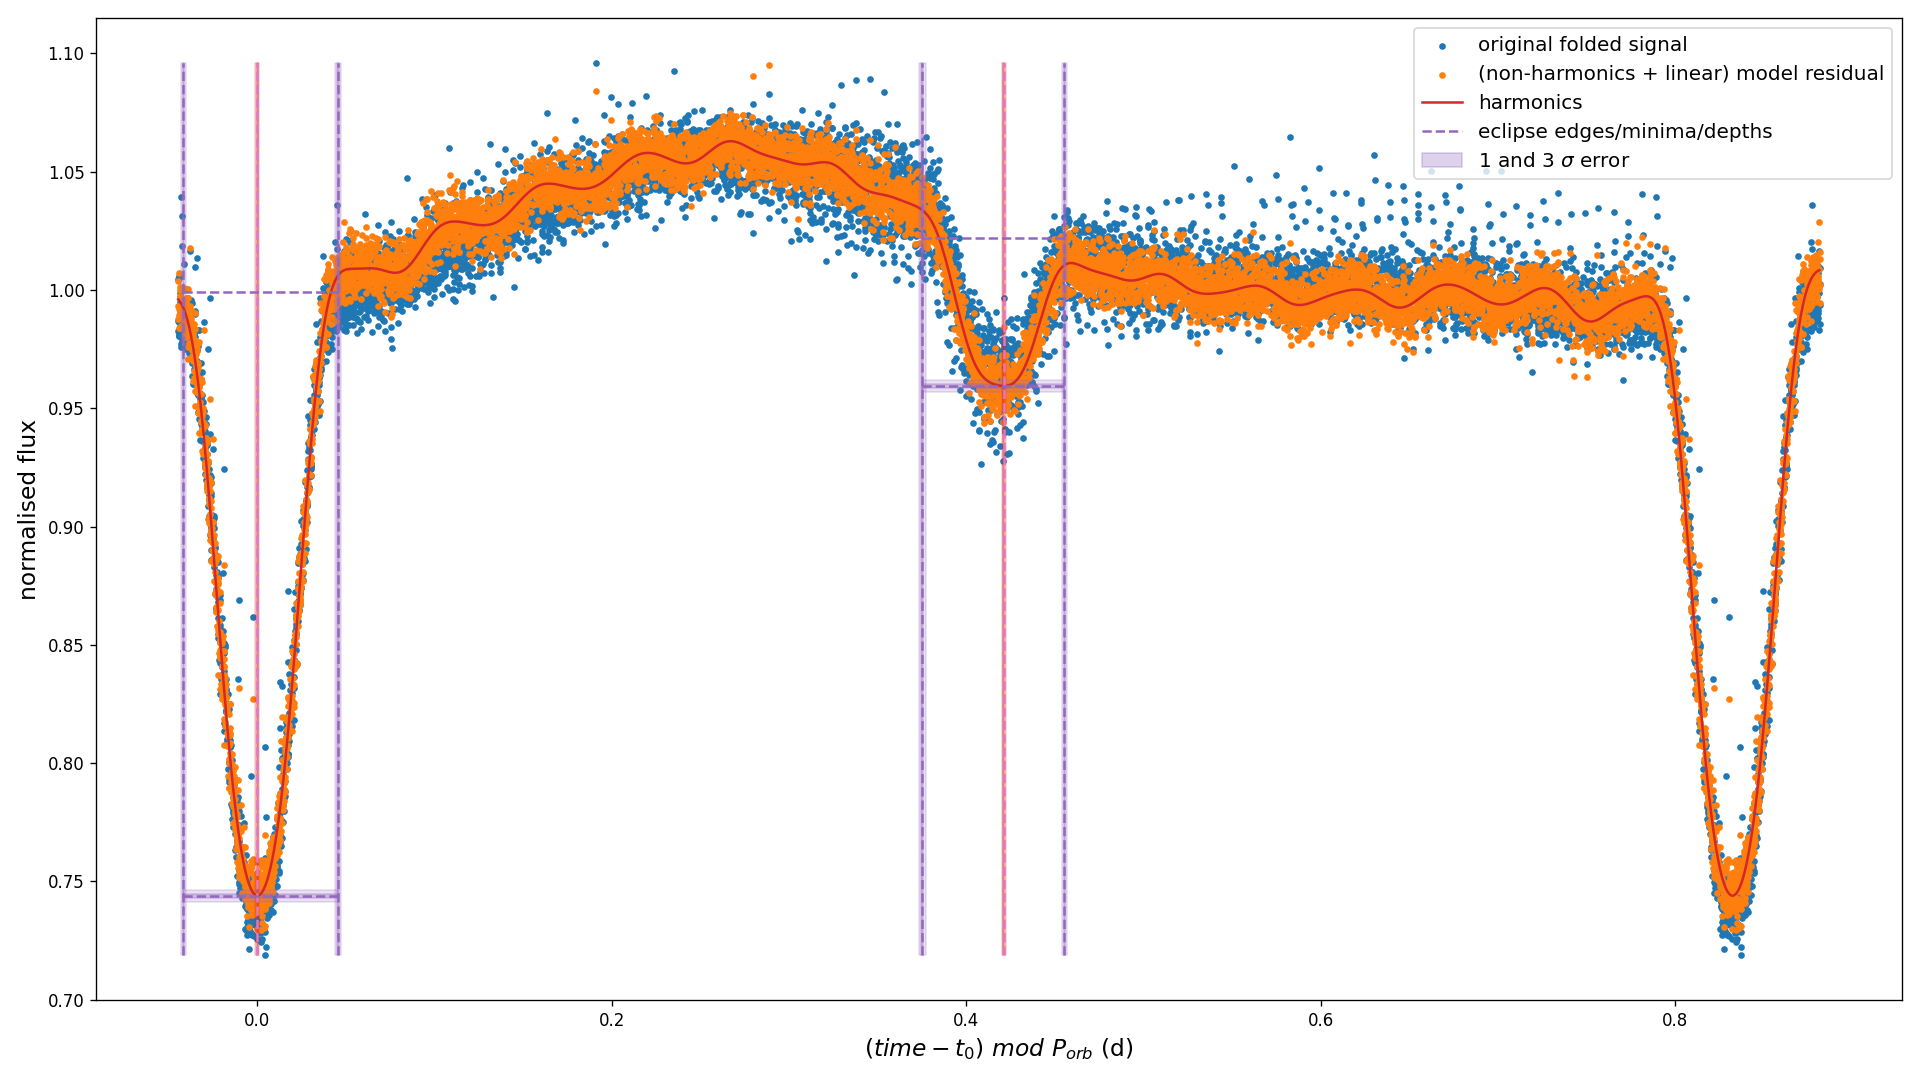 1.10
1.05
1.00
0.95
0.90
0.85
0.80
0.75
0.70
normalised flux
original folded signal
(non-harmonics + linear) model residual
harmonics
eclipse edges/minima/depths
1 and 3 σ error
0.0 0.2 0.4 0.6 0.8
(time − t₀) mod Pₒᵣb (d)